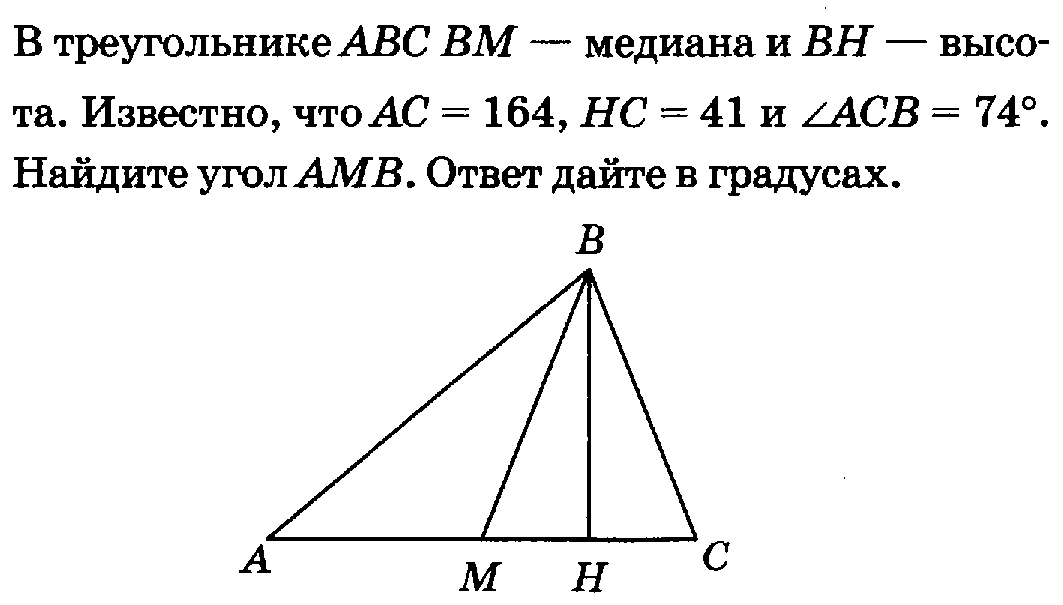 В треугольнике ABC BM — медиана и BH — высо-
та. Известно, что AC = 164, HC = 41 и ∠ACB = 74°.
Найдите угол AMB. Ответ дайте в градусах.
B
A
M
H
C